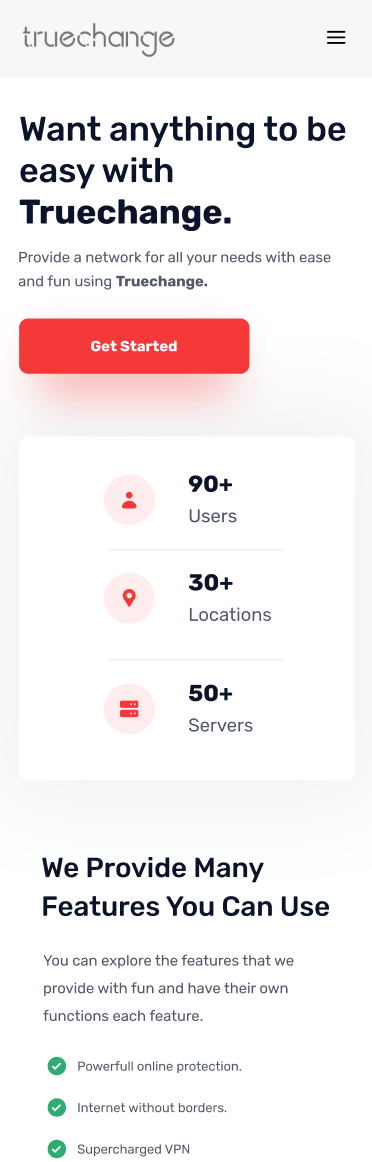 truechange
Want anything to be
easy with
Truechange.
Provide a network for all your needs with ease
and fun using Truechange.
Get Started
90+
Users
30+
Locations
50+
Servers
We Provide Many
Features You Can Use
You can explore the features that we
provide with fun and have their own
functions each feature.
Powerfull online protection.
Internet without borders.
Supercharged VPN